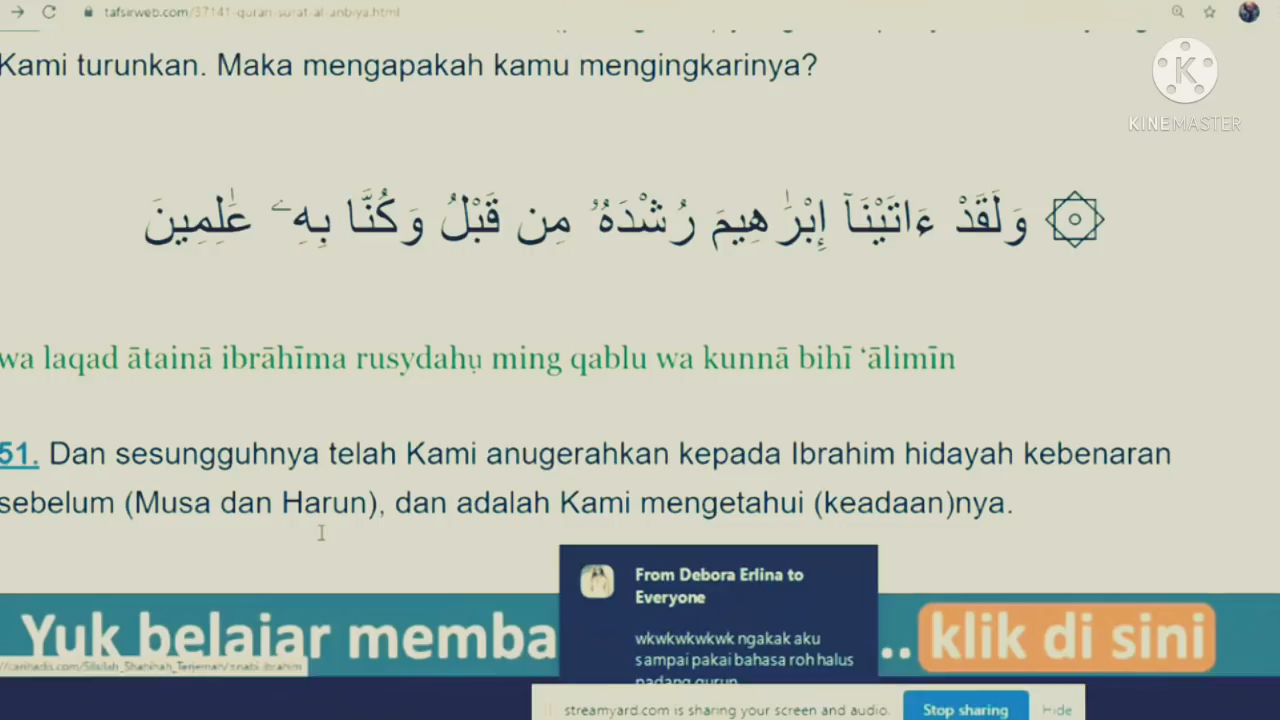 tafsirweb.com/37141-quran-surat-al-anbiya.html
Kami turunkan. Maka mengapakah kamu mengingkarinya?
KINEMASTER
۞ وَلَقَدْ ءَاتَيْنَآ إِبْرَٰهِيمَ رُشْدَهُۥ مِن قَبْلُ وَكُنَّا بِهِۦ عَٰلِمِينَ
wa laqad ātainā ibrāhīma rusydahụ ming qablu wa kunnā bihī 'ālimīn
51. Dan sesungguhnya telah Kami anugerahkan kepada Ibrahim hidayah kebenaran
sebelum (Musa dan Harun), dan adalah Kami mengetahui (keadaan)nya.
From Debora Erlina to
Everyone
wkwkwkwkwk ngakak aku
sampai pakai bahasa roh halus
padang gurun
Yuk belajar memba
.. klik di sini
streamyard.com is sharing your screen and audio.
Stop sharing
Hide